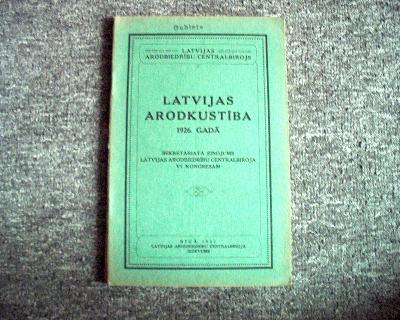 LATVIJAS
ARODBIEDRĪBU CENTRALBIROJS
LATVIJAS
ARODKUSTĪBA
1926. GADĀ
SEKRETARIATA ZIŅOJUMS
LATVIJAS ARODBIEDRĪBU CENTRALBIROJA
VI KONGRESAM
RĪGĀ, 1927
LATVIJAS ARODBIEDRĪBU CENTRALBIROJA
IZDEVUMS